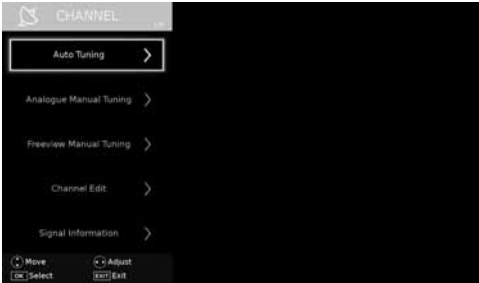 CHANNEL
Auto Tuning
Analogue Manual Tuning
Freeview Manual Tuning
Channel Edit
Signal Information
Move Adjust
OK Select EXIT Exit